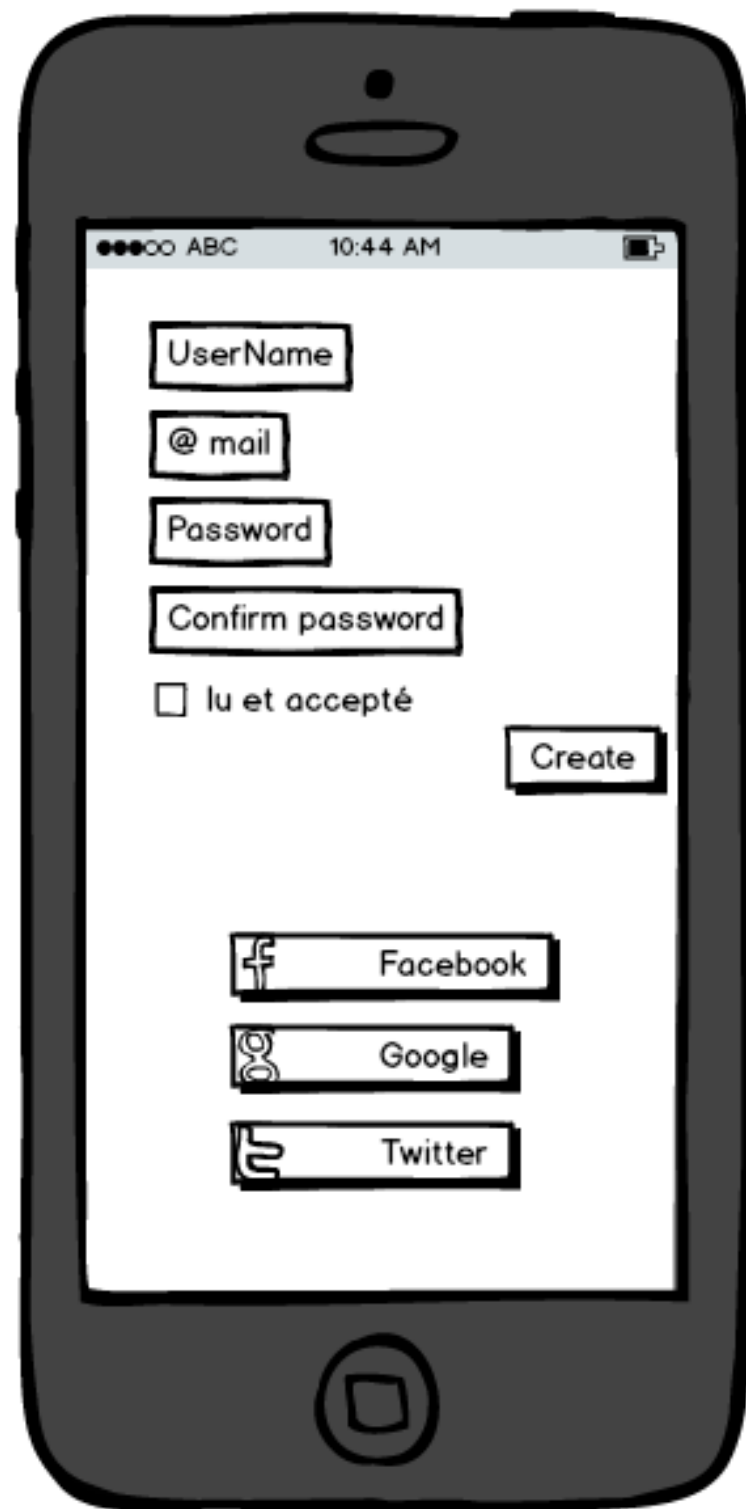 ABC 10:44 AM
UserName
@ mail
Password
Confirm password
lu et accepté
Create
f Facebook
g Google
t Twitter